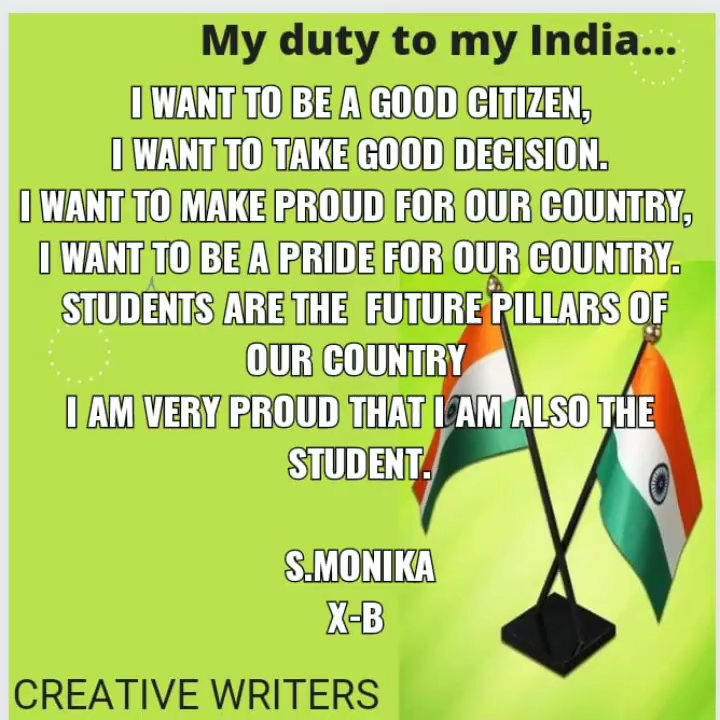 My duty to my India...
I WANT TO BE A GOOD CITIZEN,
I WANT TO TAKE GOOD DECISION.
I WANT TO MAKE PROUD FOR OUR COUNTRY,
I WANT TO BE A PRIDE FOR OUR COUNTRY.
STUDENTS ARE THE FUTURE PILLARS OF
OUR COUNTRY
I AM VERY PROUD THAT I AM ALSO THE
STUDENT.
S.MONIKA
X-B
CREATIVE WRITERS